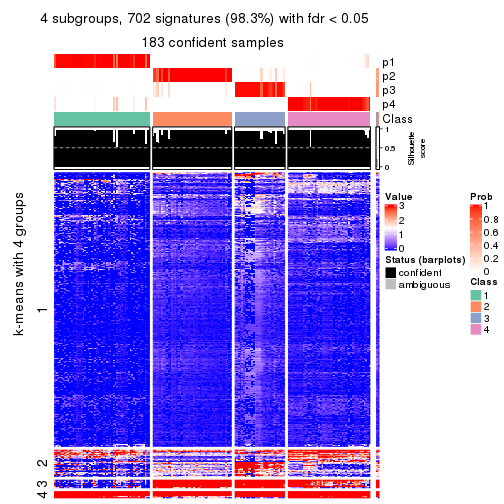 4 subgroups, 702 signatures (98.3%) with fdr < 0.05
183 confident samples
p1
p2
p3
p4
Class
1
0.5
0
Silhouette
score
k-means with 4 groups
1
2
3
4
Value
3
2
1
0
Status (barplots)
confident
ambiguous
Prob
1
0.8
0.6
0.4
0.2
0
Class
1
2
3
4